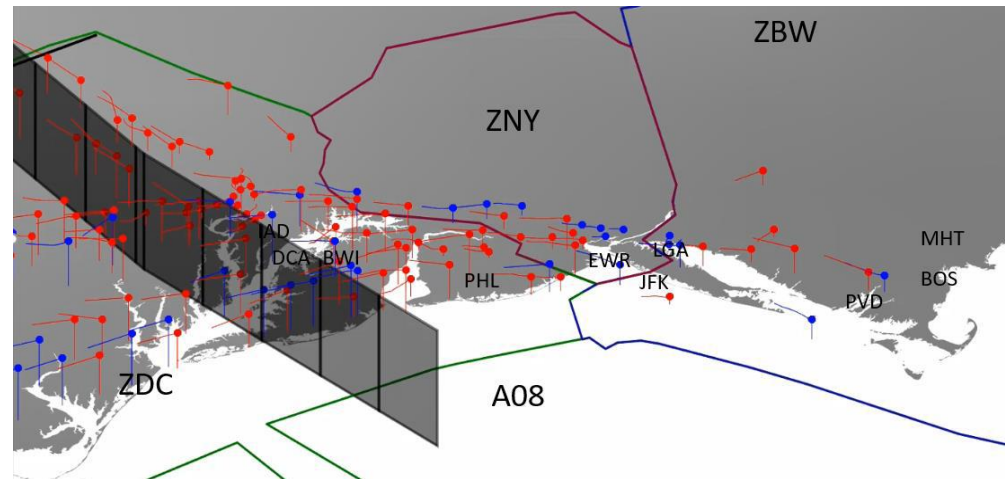 ZBW
ZNY
IAD
DCA
BWI
PHL
EWR
LGA
JFK
MHT
BOS
PVD
ZDC
A08